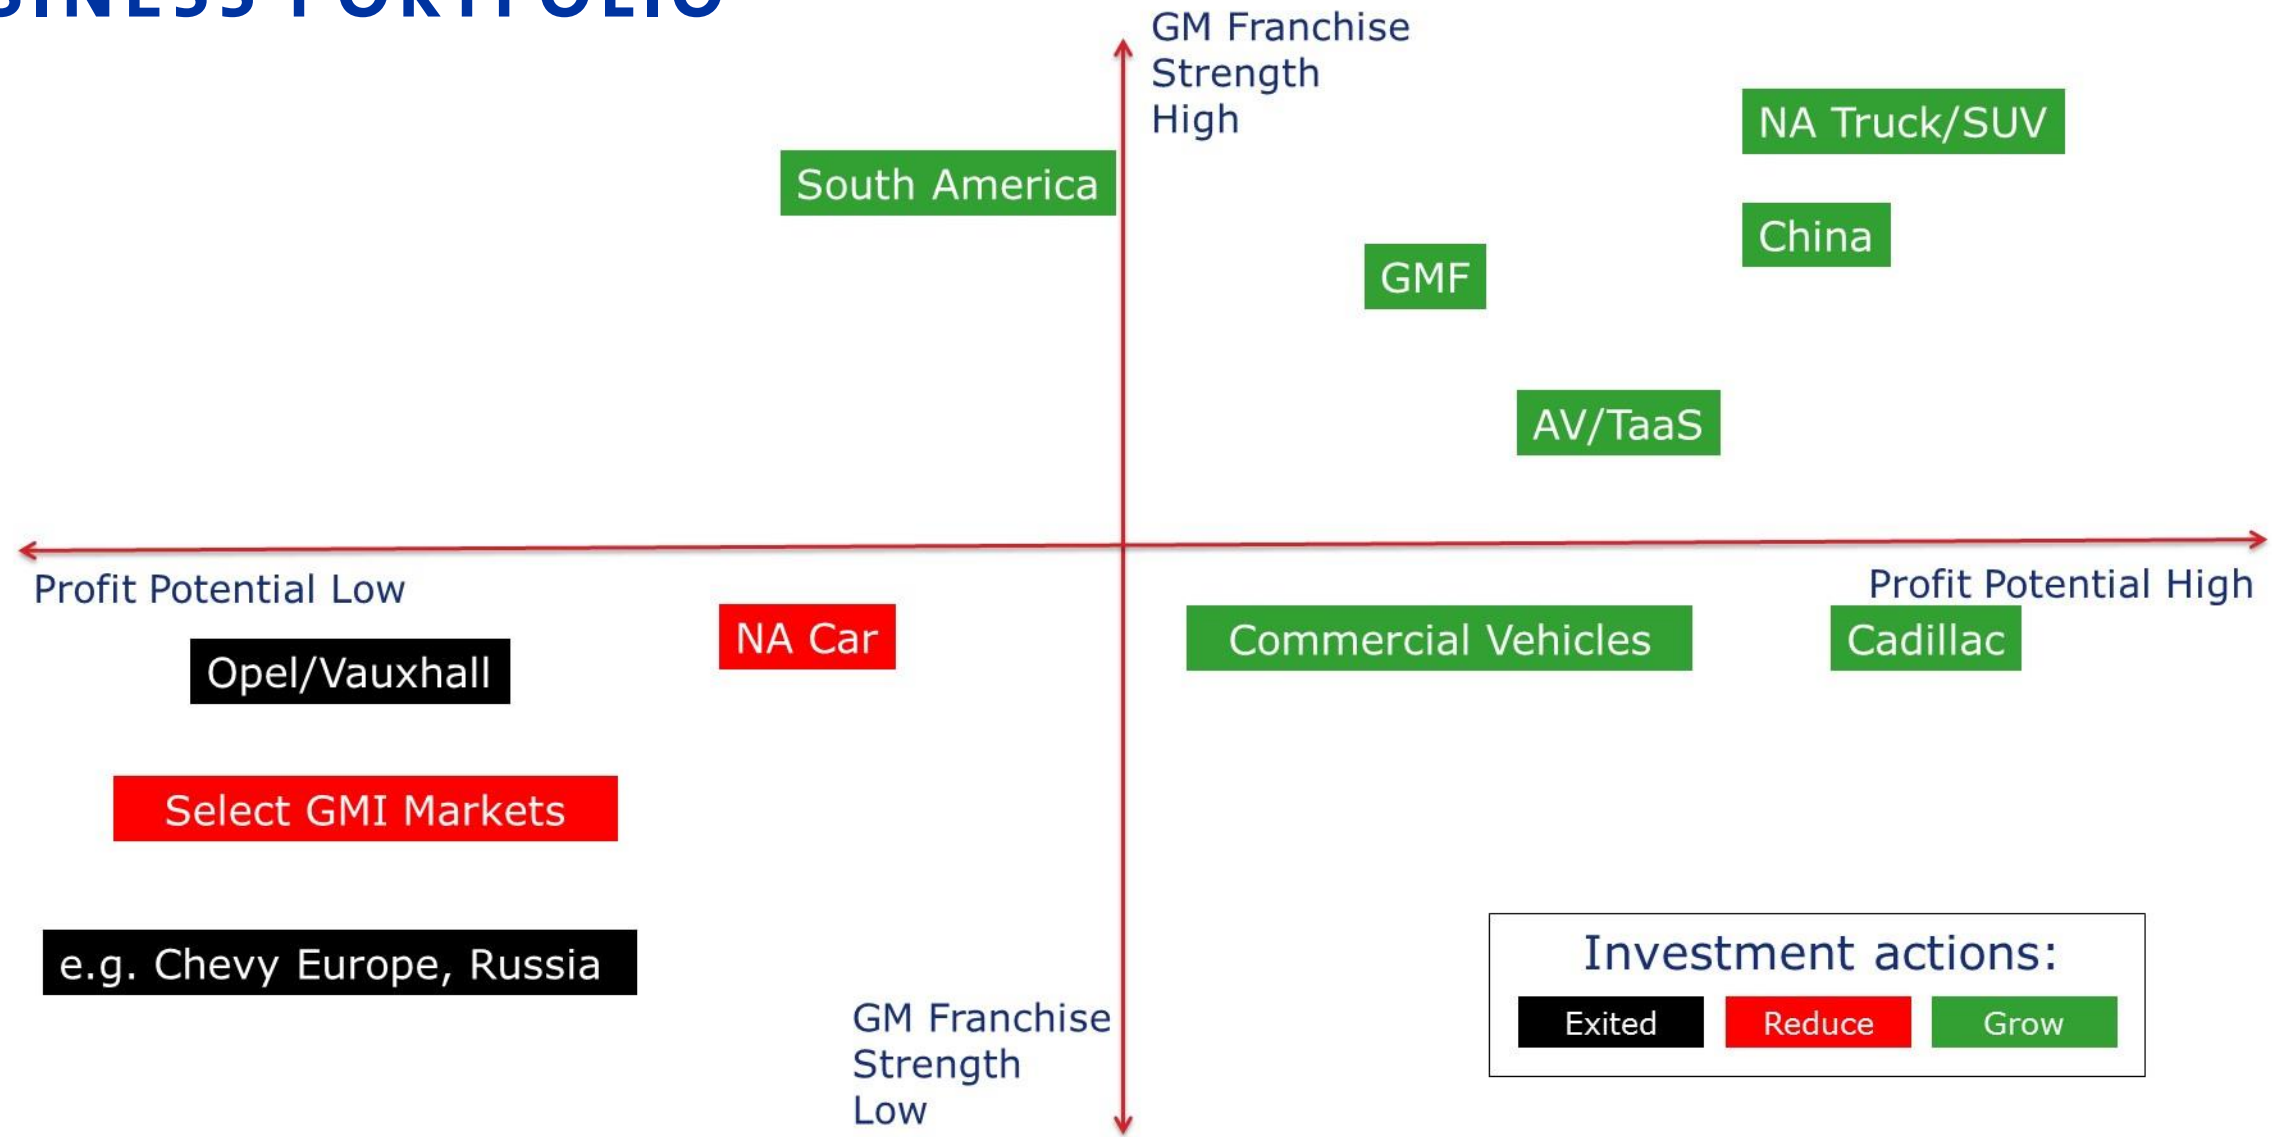 BUSINESS PORTFOLIO
GM Franchise
Strength
High
NA Truck/SUV
South America
China
GMF
AV/TaaS
Profit Potential Low
Profit Potential High
NA Car
Commercial Vehicles
Cadillac
Opel/Vauxhall
Select GMI Markets
e.g. Chevy Europe, Russia
Investment actions:
Exited
Reduce
Grow
GM Franchise
Strength
Low